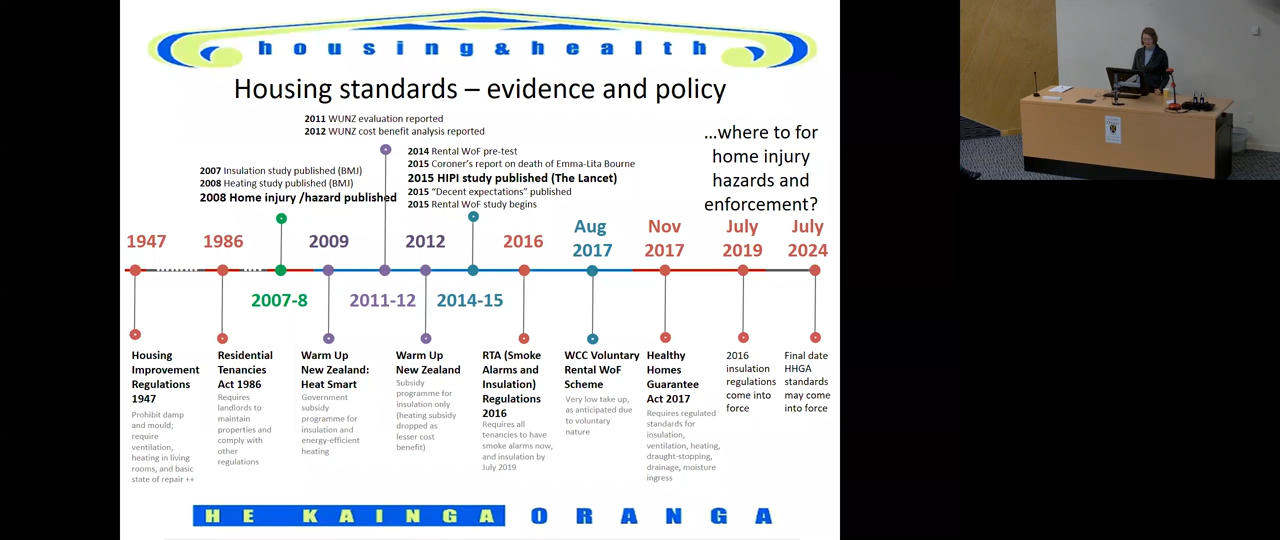 housing&health
Housing standards – evidence and policy
2011 WUNZ evaluation reported
2012 WUNZ cost benefit analysis reported
2014 Rental WoF pre-test
2015 Coroner's report on death of Emma-Lita Bourne
2015 HIPI study published (The Lancet)
2015 "Decent expectations" published
2015 Rental WoF study begins
2007 Insulation study published (BMJ)
2008 Heating study published (BMJ)
2008 Home injury /hazard published
...where to for
home injury
hazards and
enforcement?
1947
1986
2009
2012
2016
Aug
2017
Nov
2017
July
2019
July
2024
2007-8
2011-12
2014-15
Housing
Improvement
Regulations
1947
Prohibit damp
and mould;
require
ventilation,
heating in living
rooms, and basic
state of repair ++
Residential
Tenancies
Act 1986
Requires
landlords to
maintain
properties and
comply with
other
regulations
Warm Up
New Zealand:
Heat Smart
Government
subsidy
programme for
insulation and
energy-efficient
heating
Warm Up
New Zealand
Subsidy
programme for
insulation only
(heating subsidy
dropped as
lesser cost
benefit)
RTA (Smoke
Alarms and
Insulation)
Regulations
2016
Requires all
tenancies to have
smoke alarms now,
and insulation by
July 2019
WCC Voluntary
Rental WoF
Scheme
Very low take up,
as anticipated due
to voluntary
nature
Healthy
Homes
Guarantee
Act 2017
Requires regulated
standards for
insulation,
ventilation, heating,
draught-stopping,
drainage, moisture
ingress
2016
insulation
regulations
come into
force
Final date
HHGA
standards
may come
into force
HE KAINGA ORANGA